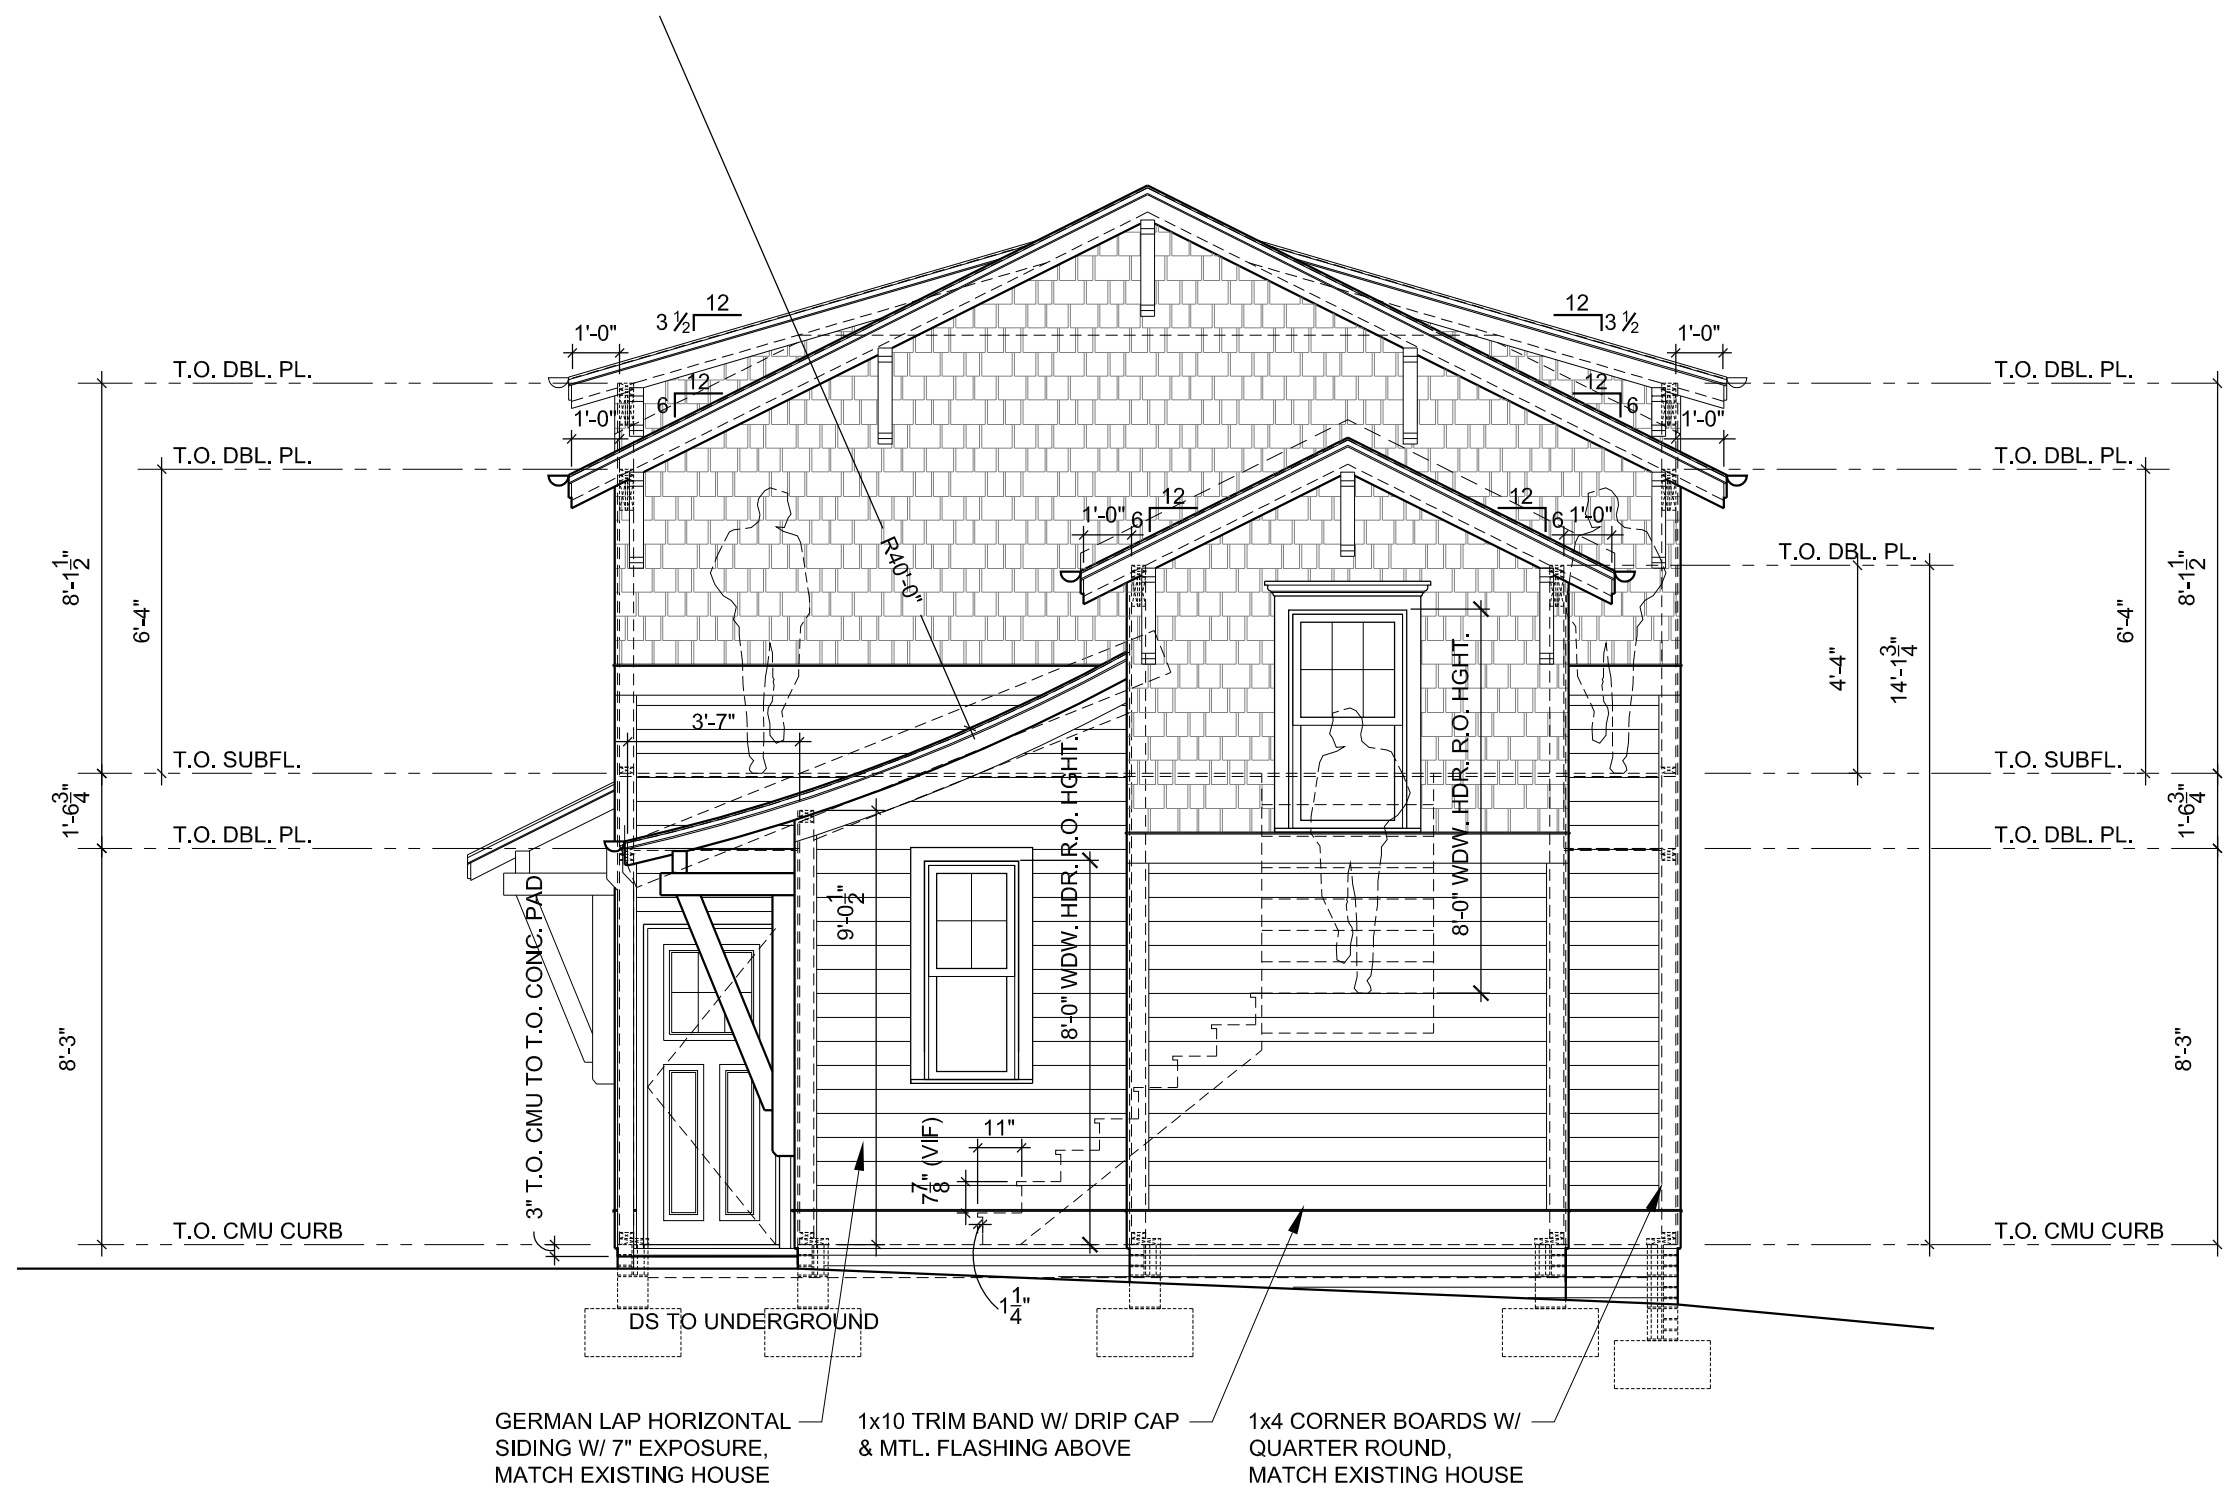 12
3 ½
1'-0"
12
3 ½
1'-0"
T.O. DBL. PL.
T.O. DBL. PL.
12
6
1'-0"
12
6
1'-0"
T.O. DBL. PL.
T.O. DBL. PL.
12
6
1'-0"
12
6
1'-0"
R40'-0"
T.O. DBL. PL.
8'-1 1/2"
6'-4"
8'-1 1/2"
6'-4"
4'-4"
14'-1 3/4"
3'-7"
T.O. SUBFL.
T.O. SUBFL.
1'-6 3/4"
1'-6 3/4"
T.O. DBL. PL.
T.O. DBL. PL.
8'-0" WDW. HDR. R.O. HGHT.
8'-0" WDW. HDR. R.O. HGHT.
9'-0 1/2"
3" T.O. CMU TO T.O. CONC. PAD
8'-3"
8'-3"
11"
7 7/8" (VIF)
T.O. CMU CURB
T.O. CMU CURB
1 1/4"
DS TO UNDERGROUND
GERMAN LAP HORIZONTAL
SIDING W/ 7" EXPOSURE,
MATCH EXISTING HOUSE
1x10 TRIM BAND W/ DRIP CAP
& MTL. FLASHING ABOVE
1x4 CORNER BOARDS W/
QUARTER ROUND,
MATCH EXISTING HOUSE